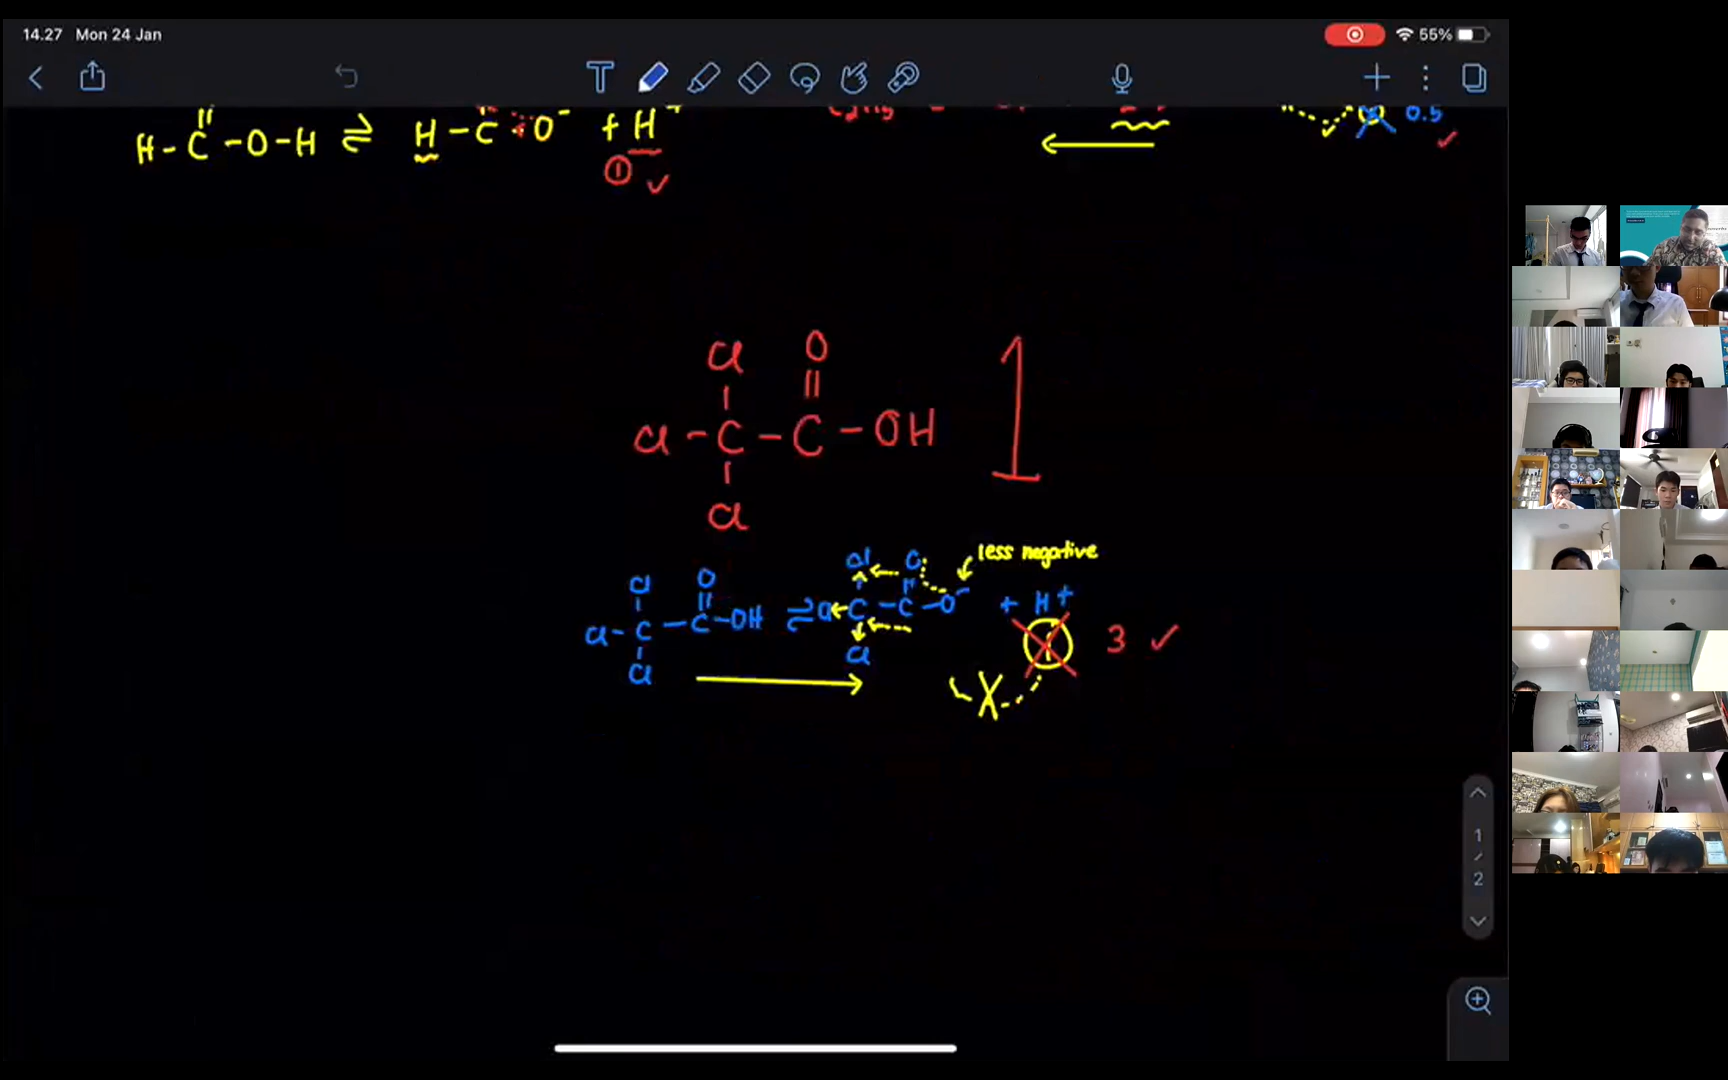 14.27 Mon 24 Jan
55%
H-C-O-H ⇌ H-C O⁻ + H⁺
①
0.5
Cl O
||
Cl-C-C-OH
Cl
1
less negative
Cl O
Cl-C-C-OH ⇌ Cl-C-C-O⁻ + H⁺
Cl
Cl
3 ✓
X
1
/
2